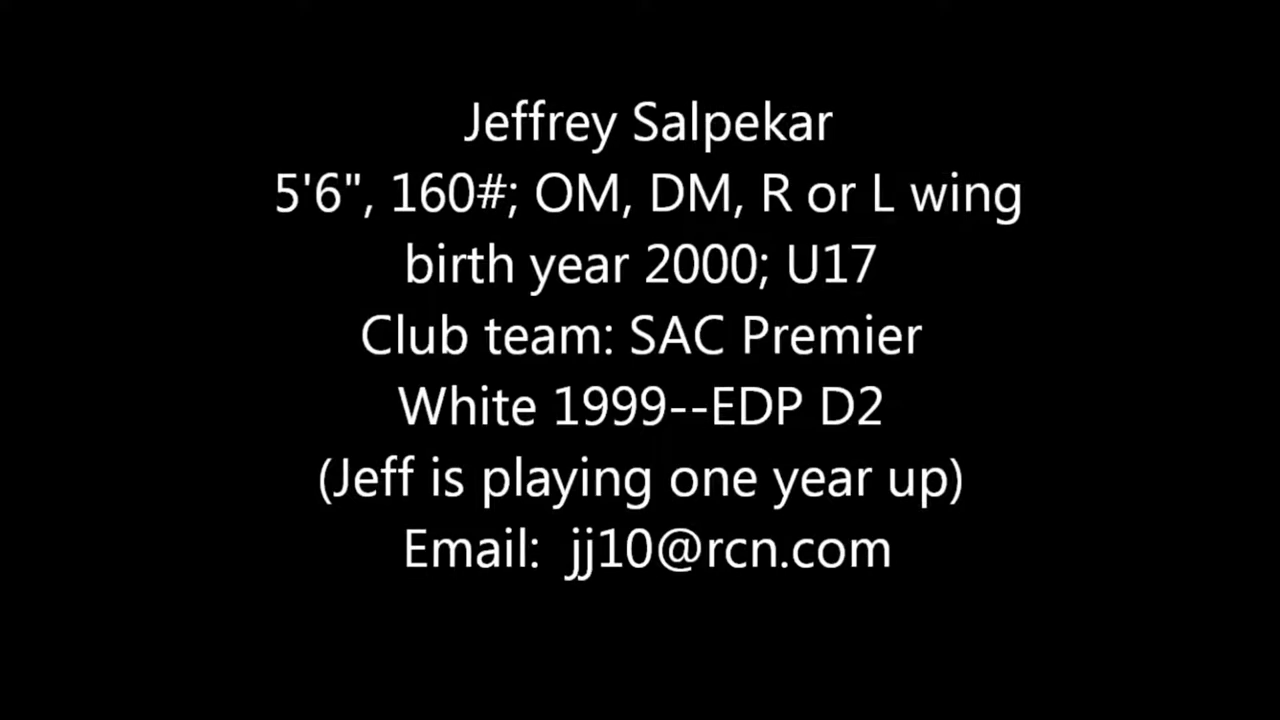 Jeffrey Salpekar
5'6", 160#; OM, DM, R or L wing
birth year 2000; U17
Club team: SAC Premier
White 1999--EDP D2
(Jeff is playing one year up)
Email:  jj10@rcn.com